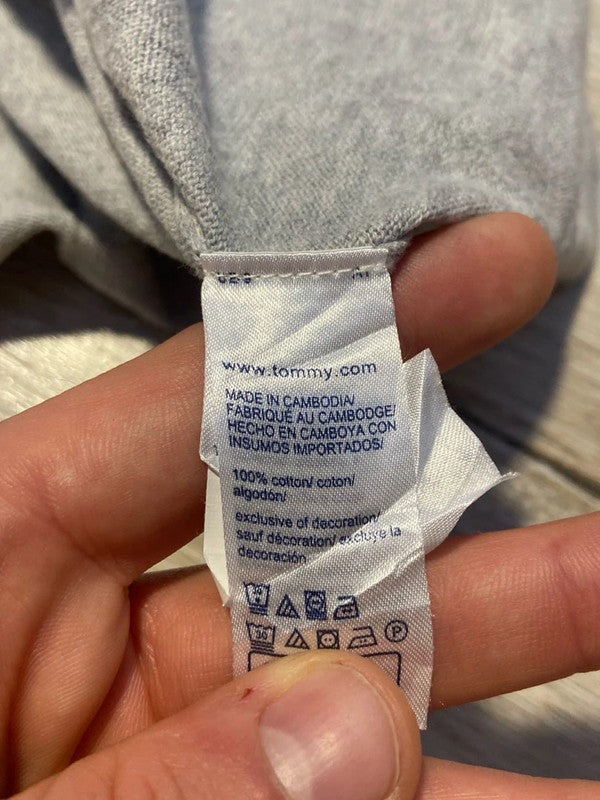 www.tommy.com
MADE IN CAMBODIA/
FABRIQUÉ AU CAMBODGE/
HECHO EN CAMBOYA CON
INSUMOS IMPORTADOS/
100% cotton/ coton/
algodón/
exclusive of decoration/
sauf décoration/ excluye la
decoración
30 P